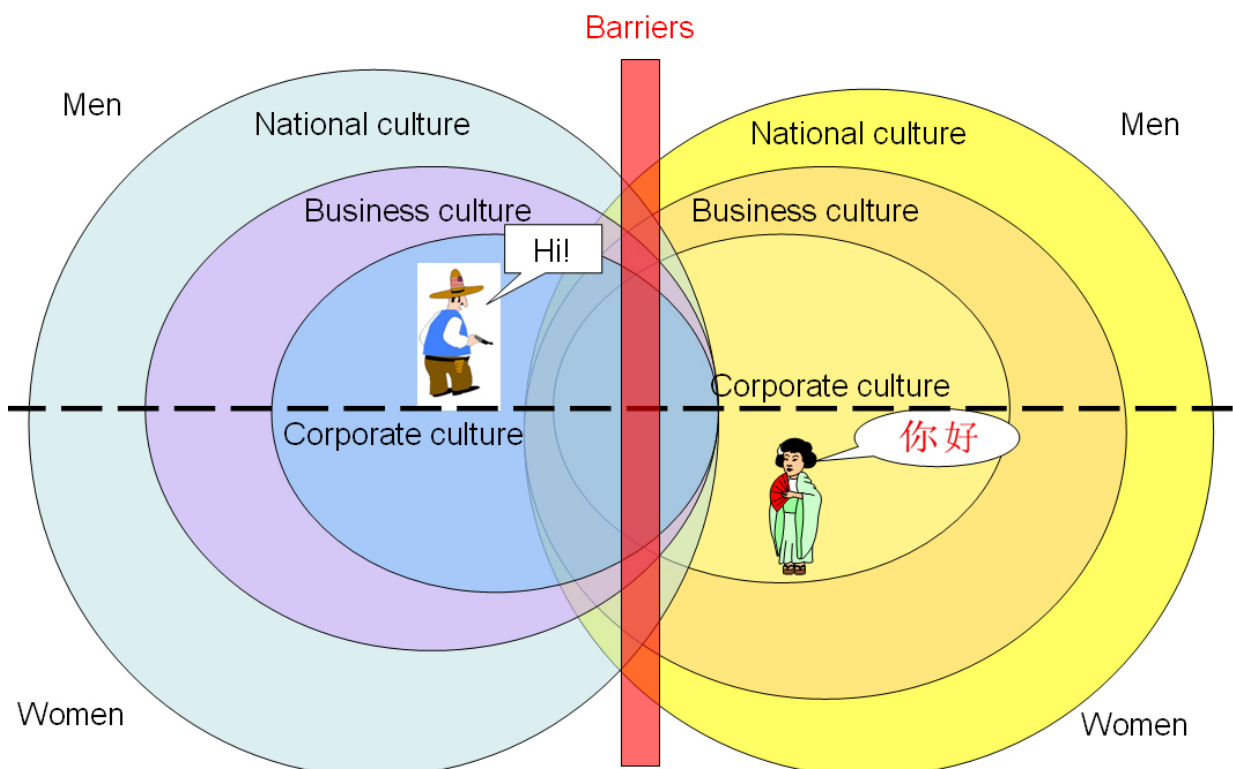 Barriers
Men
National culture
Business culture
Hi!
Corporate culture
Women
Men
National culture
Business culture
Corporate culture
你好
Women